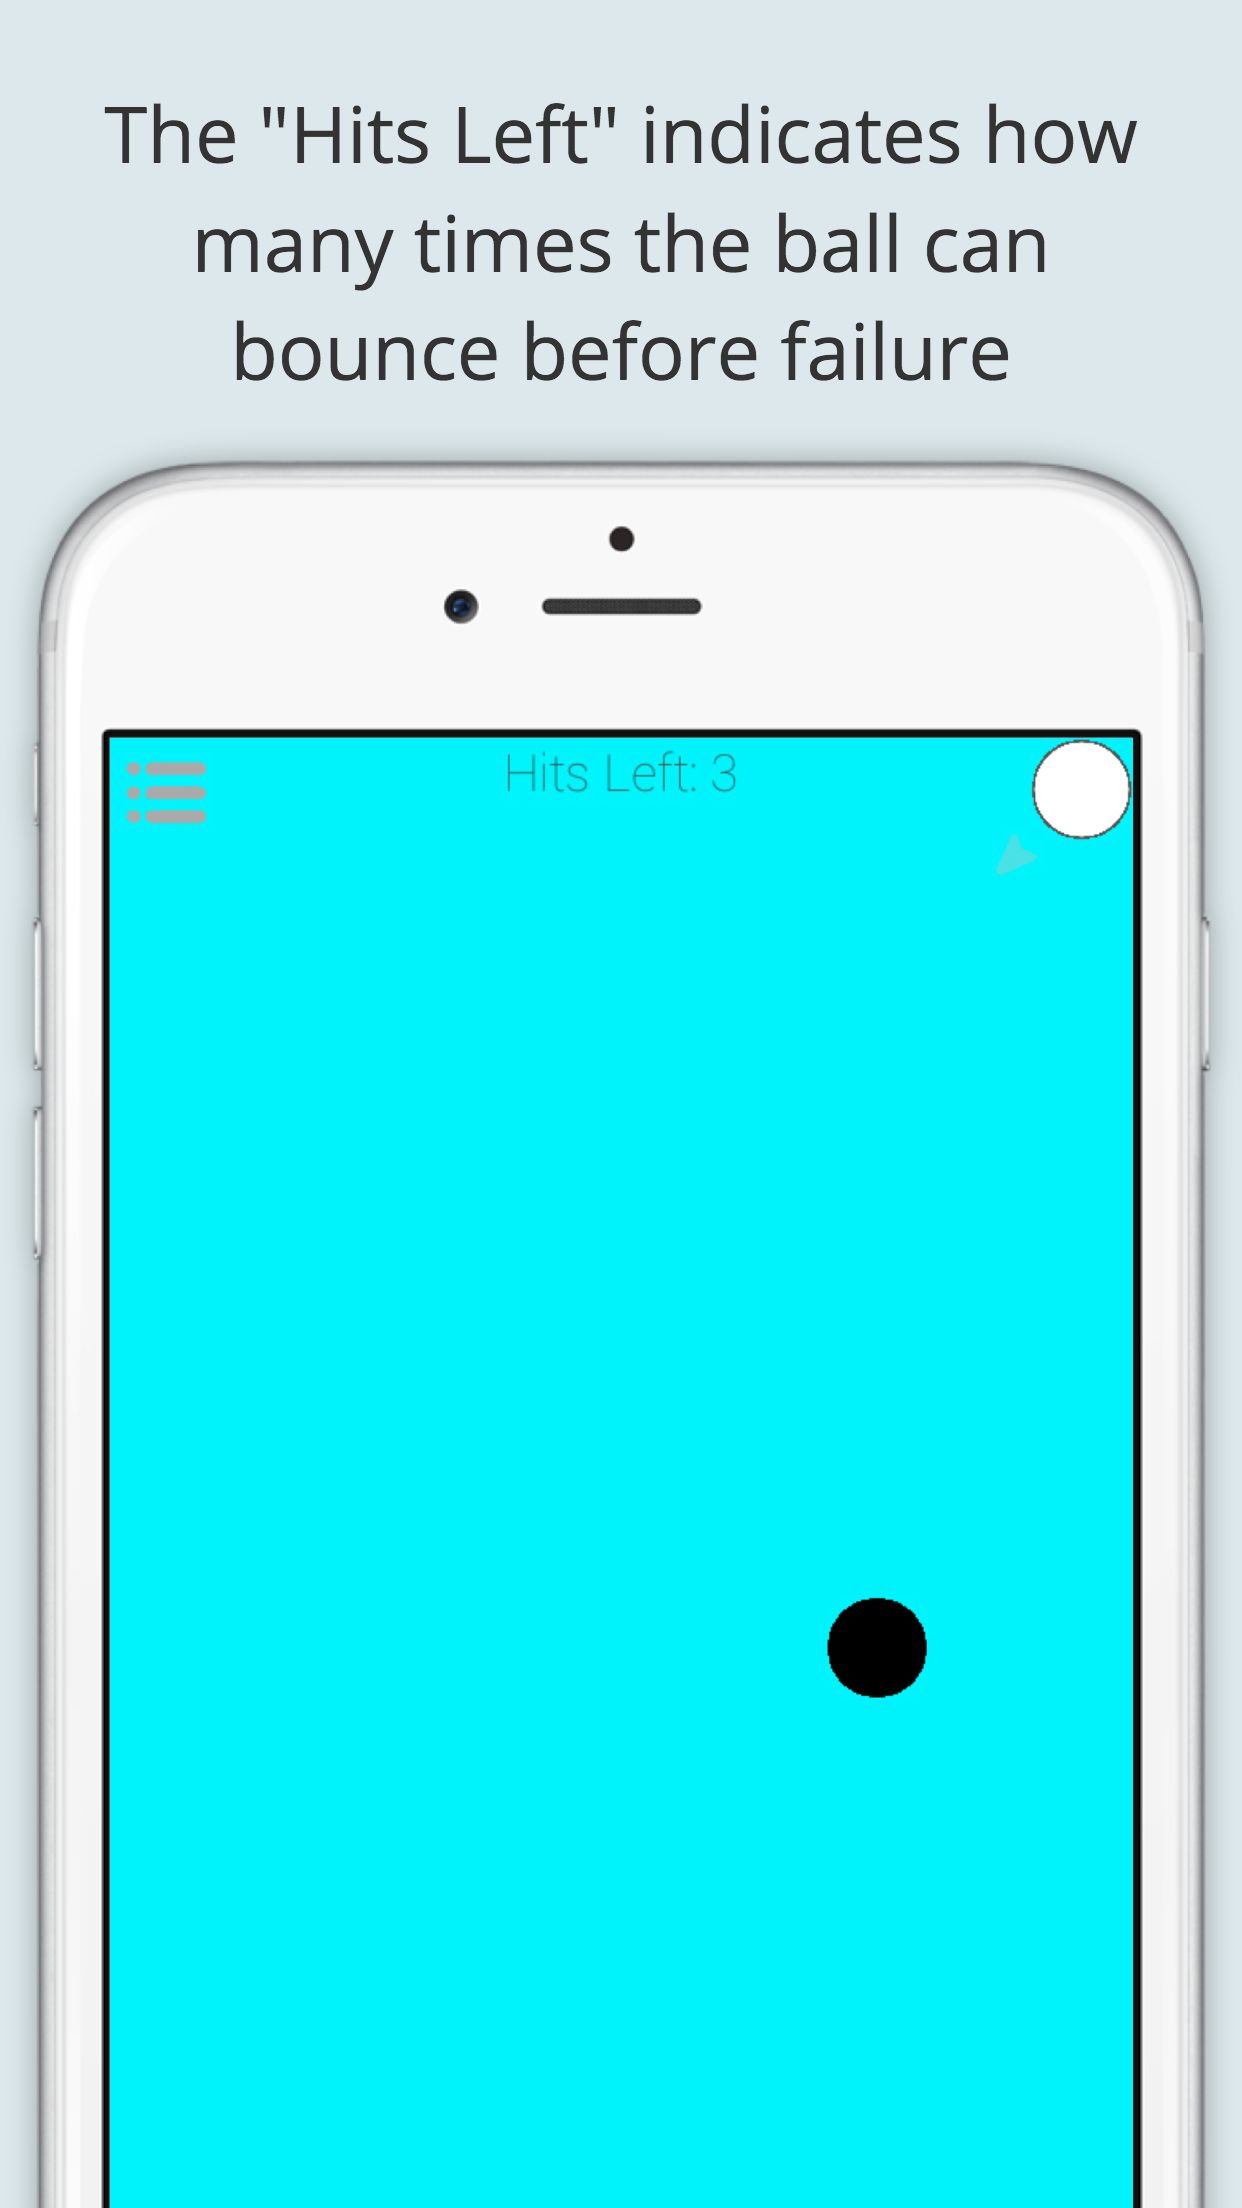 The "Hits Left" indicates how
many times the ball can
bounce before failure
Hits Left: 3